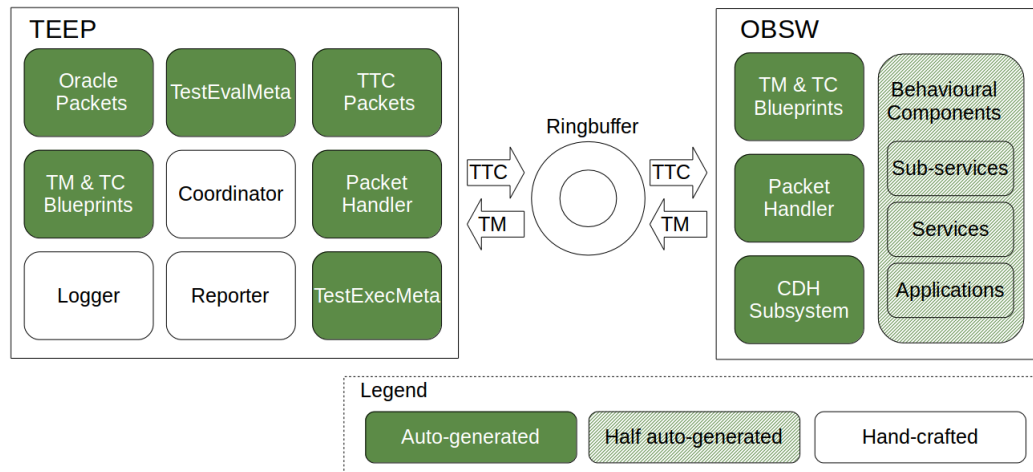 TEEP
Oracle
Packets
TestEvalMeta
TTC
Packets
TM & TC
Blueprints
Coordinator
Packet
Handler
Logger
Reporter
TestExecMeta
Ringbuffer
TTC
TM
TTC
TM
OBSW
TM & TC
Blueprints
Packet
Handler
CDH
Subsystem
Behavioural
Components
Sub-services
Services
Applications
Legend
Auto-generated
Half auto-generated
Hand-crafted